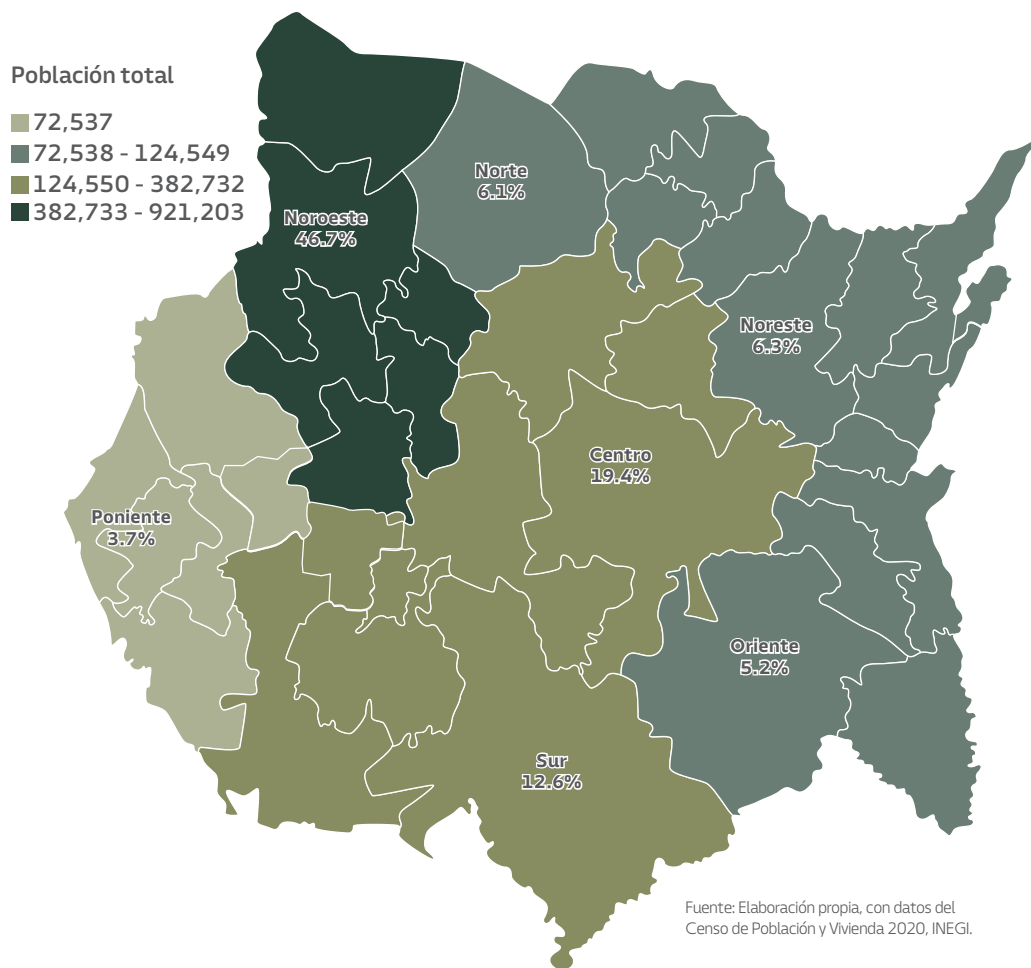 Población total
72,537
72,538 - 124,549
124,550 - 382,732
382,733 - 921,203
Norte
6.1%
Noroeste
46.7%
Noreste
6.3%
Centro
19.4%
Poniente
3.7%
Oriente
5.2%
Sur
12.6%
Fuente: Elaboración propia, con datos del
Censo de Población y Vivienda 2020, INEGI.